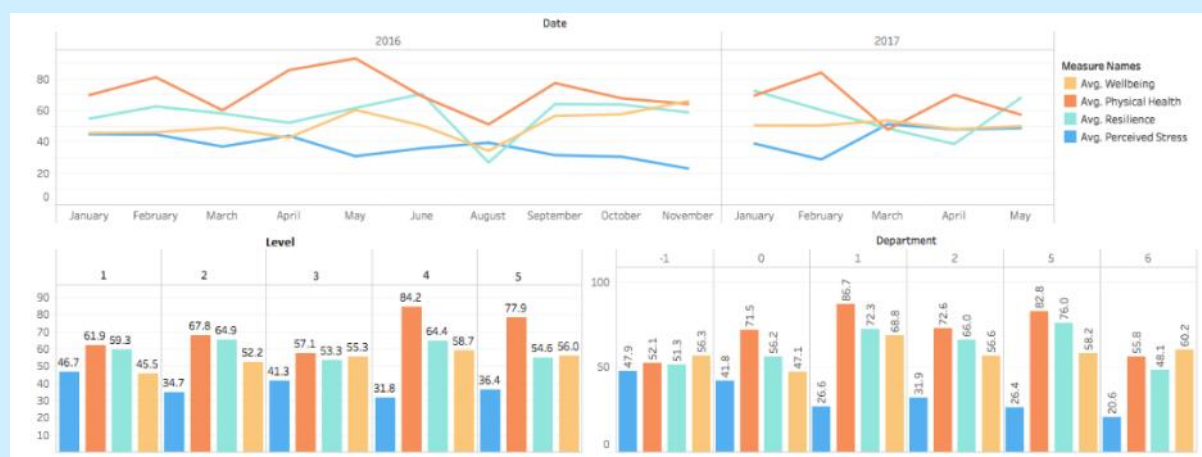 Date
2016 2017
80
60
40
20
0
January February March April May June August September October November January February March April May
Measure Names
Avg. Wellbeing
Avg. Physical Health
Avg. Resilience
Avg. Perceived Stress
Level
1 2 3 4 5
90
80
70
60
50
40
30
20
10
46.7 61.9 59.3 45.5 34.7 67.8 64.9 52.2 41.3 57.1 53.3 55.3 31.8 84.2 64.4 58.7 36.4 77.9 54.6 56.0
Department
-1 0 1 2 5 6
100
50
0
47.9 52.1 51.3 56.3 41.8 71.5 56.2 47.1 26.6 86.7 72.3 68.8 31.9 72.6 66.0 56.6 26.4 82.8 76.0 58.2 20.6 55.8 48.1 60.2